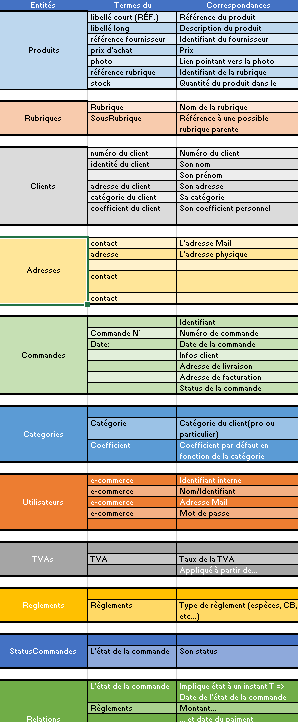 Entités Termes du Correspondances
Produits
libellé court (RÉF.) Référence du produit
libellé long Description du produit
référence fournisseur Identifiant du fournisseur
prix d'achat Prix
photo Lien pointant vers la photo
référence rubrique Identifiant de la rubrique
stock Quantité du produit dans le
Rubriques
Rubrique Nom de la rubrique
SousRubrique Référence à une possible
rubrique parente
Clients
numéro du client Numéro du client
identité du client Son nom
Son prénom
adresse du client Son adresse
catégorie du client Sa catégorie
coefficient du client Son coefficient personnel
Adresses
contact L'adresse Mail
adresse L'adresse physique
contact
contact
Commandes
Identifiant
Commande N° Numéro de commande
Date: Date de la commande
Infos client
Adresse de livraison
Adresse de facturation
Status de la commande
Categories
Catégorie Catégorie du client(pro ou
particulier)
Coefficient Coefficient par défaut en
fonction de la catégorie
Utilisateurs
e-commerce Identifiant interne
e-commerce Nom/Identifiant
e-commerce Adresse Mail
e-commerce Mot de passe
TVAs
TVA Taux de la TVA
Appliqué à partir de...
Reglements
Règlements Type de règlement (espéces, CB,
etc...)
StatusCommandes L'état de la commande Son status
Relations
L'état de la commande Implique état à un instant T =>
Date de l'état de la commande
Règlements Montant...
... et date du paiment